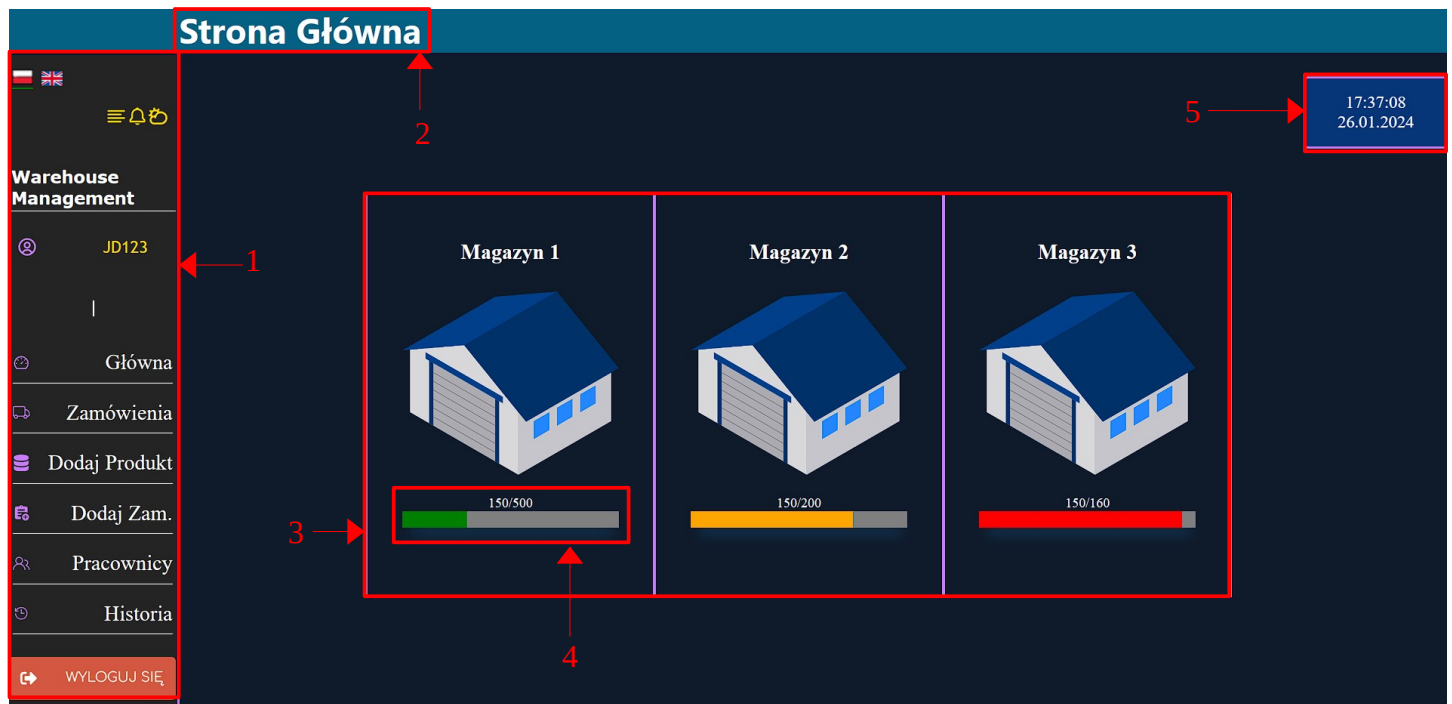 Strona Główna
2
17:37:08
26.01.2024
5
Warehouse
Management
JD123
1
Główna
Zamówienia
Dodaj Produkt
Dodaj Zam.
Pracownicy
Historia
WYLOGUJ SIĘ
Magazyn 1
Magazyn 2
Magazyn 3
150/500
150/200
150/160
3
4